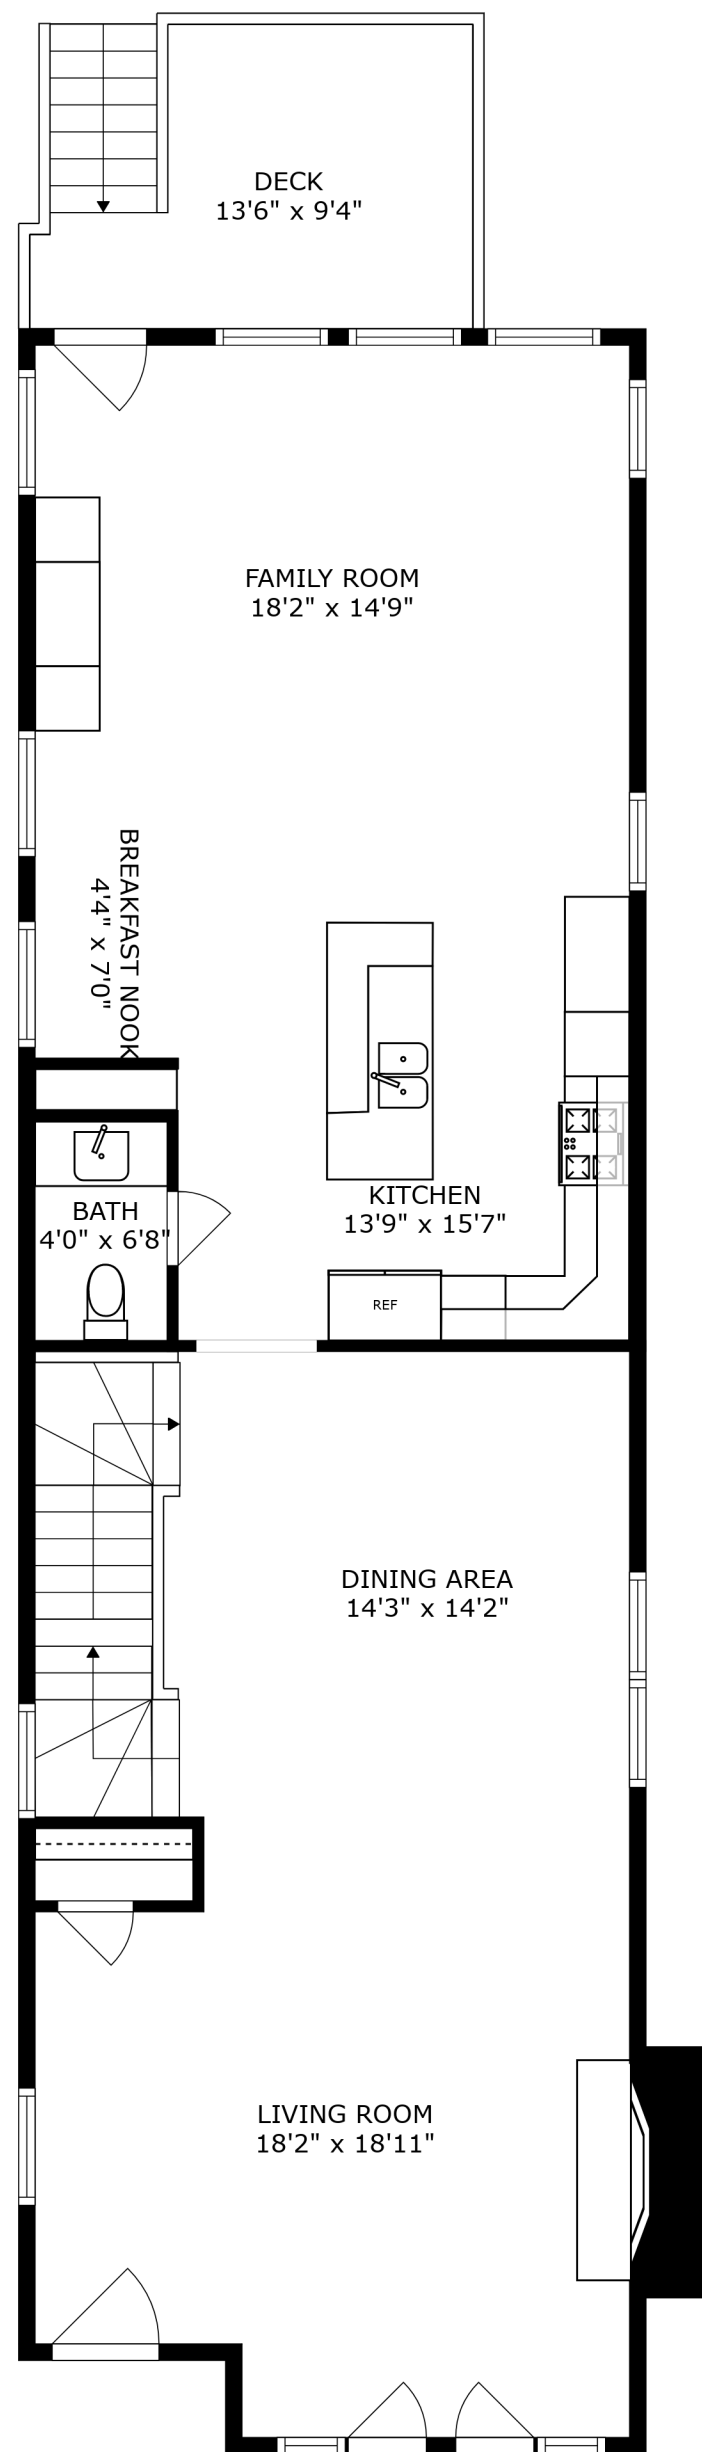 DECK
13'6" x 9'4"
FAMILY ROOM
18'2" x 14'9"
BREAKFAST NOOK
4'4" x 7'0"
KITCHEN
13'9" x 15'7"
BATH
4'0" x 6'8"
REF
DINING AREA
14'3" x 14'2"
LIVING ROOM
18'2" x 18'11"